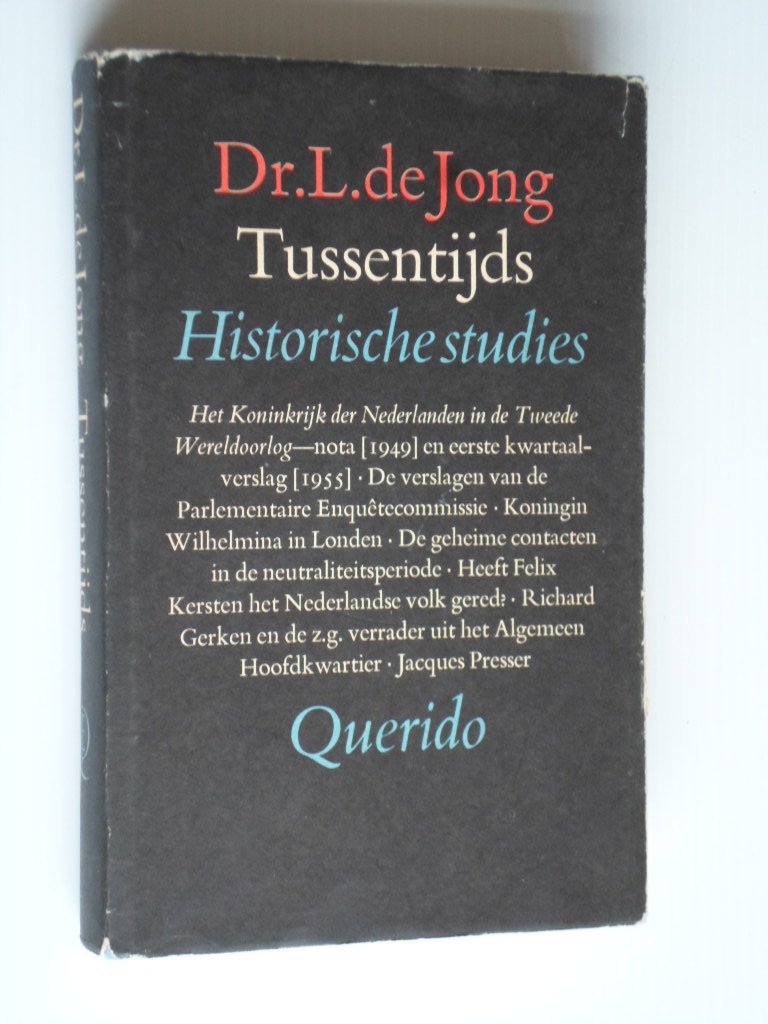 Dr. L. de Jong
Tussentijds
Historische studies
Het Koninkrijk der Nederlanden in de Tweede
Wereldoorlog—nota [1949] en eerste kwartaal-
verslag [1955] · De verslagen van de
Parlementaire Enquêtecommissie · Koningin
Wilhelmina in Londen · De geheime contacten
in de neutraliteitsperiode · Heeft Felix
Kersten het Nederlandse volk gered? · Richard
Gerken en de z.g. verrader uit het Algemeen
Hoofdkwartier · Jacques Presser
Querido
Dr. L. de Jong Tussentijds